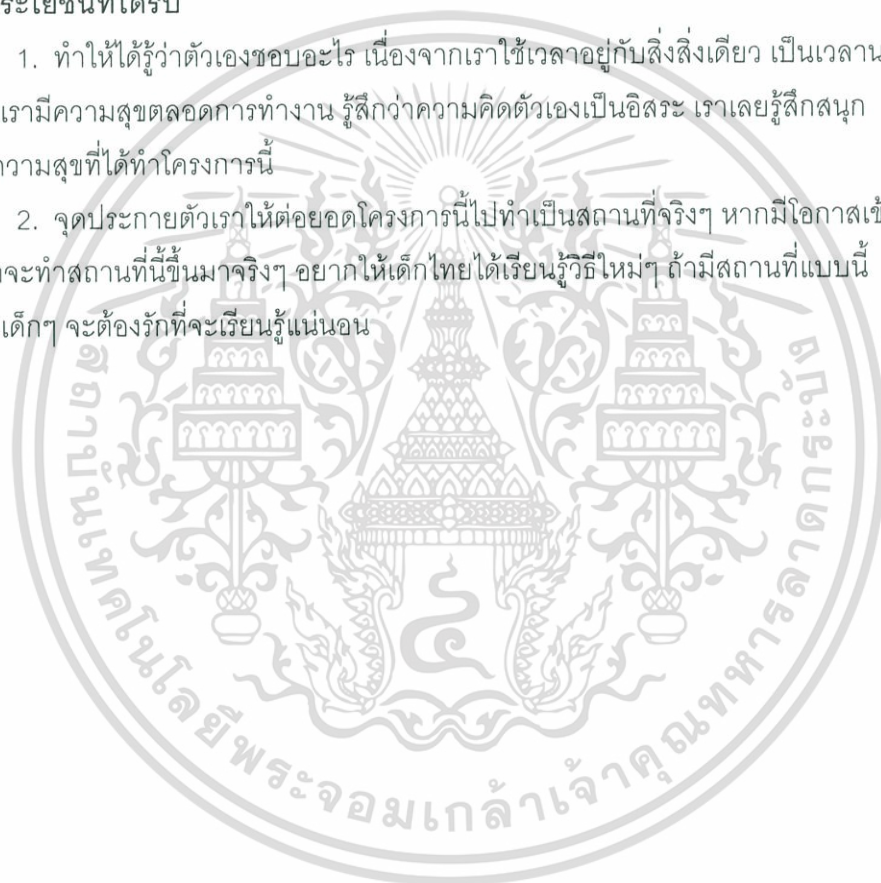 ระโยชน์ที่ได้รับ
1. ทำให้ได้รู้ว่าตัวเองชอบอะไร เนื่องจากเราใช้เวลาอยู่กับสิ่งสิ่งเดียว เป็นเวลาน
เรามีความสุขตลอดการทำงาน รู้สึกว่าความคิดตัวเองเป็นอิสระ เราเลยรู้สึกสนุก
ความสุขที่ได้ทำโครงการนี้
2. จุดประกายตัวเราให้ต่อยอดโครงการนี้ไปทำเป็นสถานที่จริงๆ หากมีโอกาสเข้
จะทำสถานที่นี้ขึ้นมาจริงๆ อยากให้เด็กไทยได้เรียนรู้วิธีใหม่ๆ ถ้ามีสถานที่แบบนี้
เด็กๆ จะต้องรักที่จะเรียนรู้แน่นอน
สถาบันเทคโนโลยีพระจอมเกล้าเจ้าคุณทหารลาดกระบัง
๔